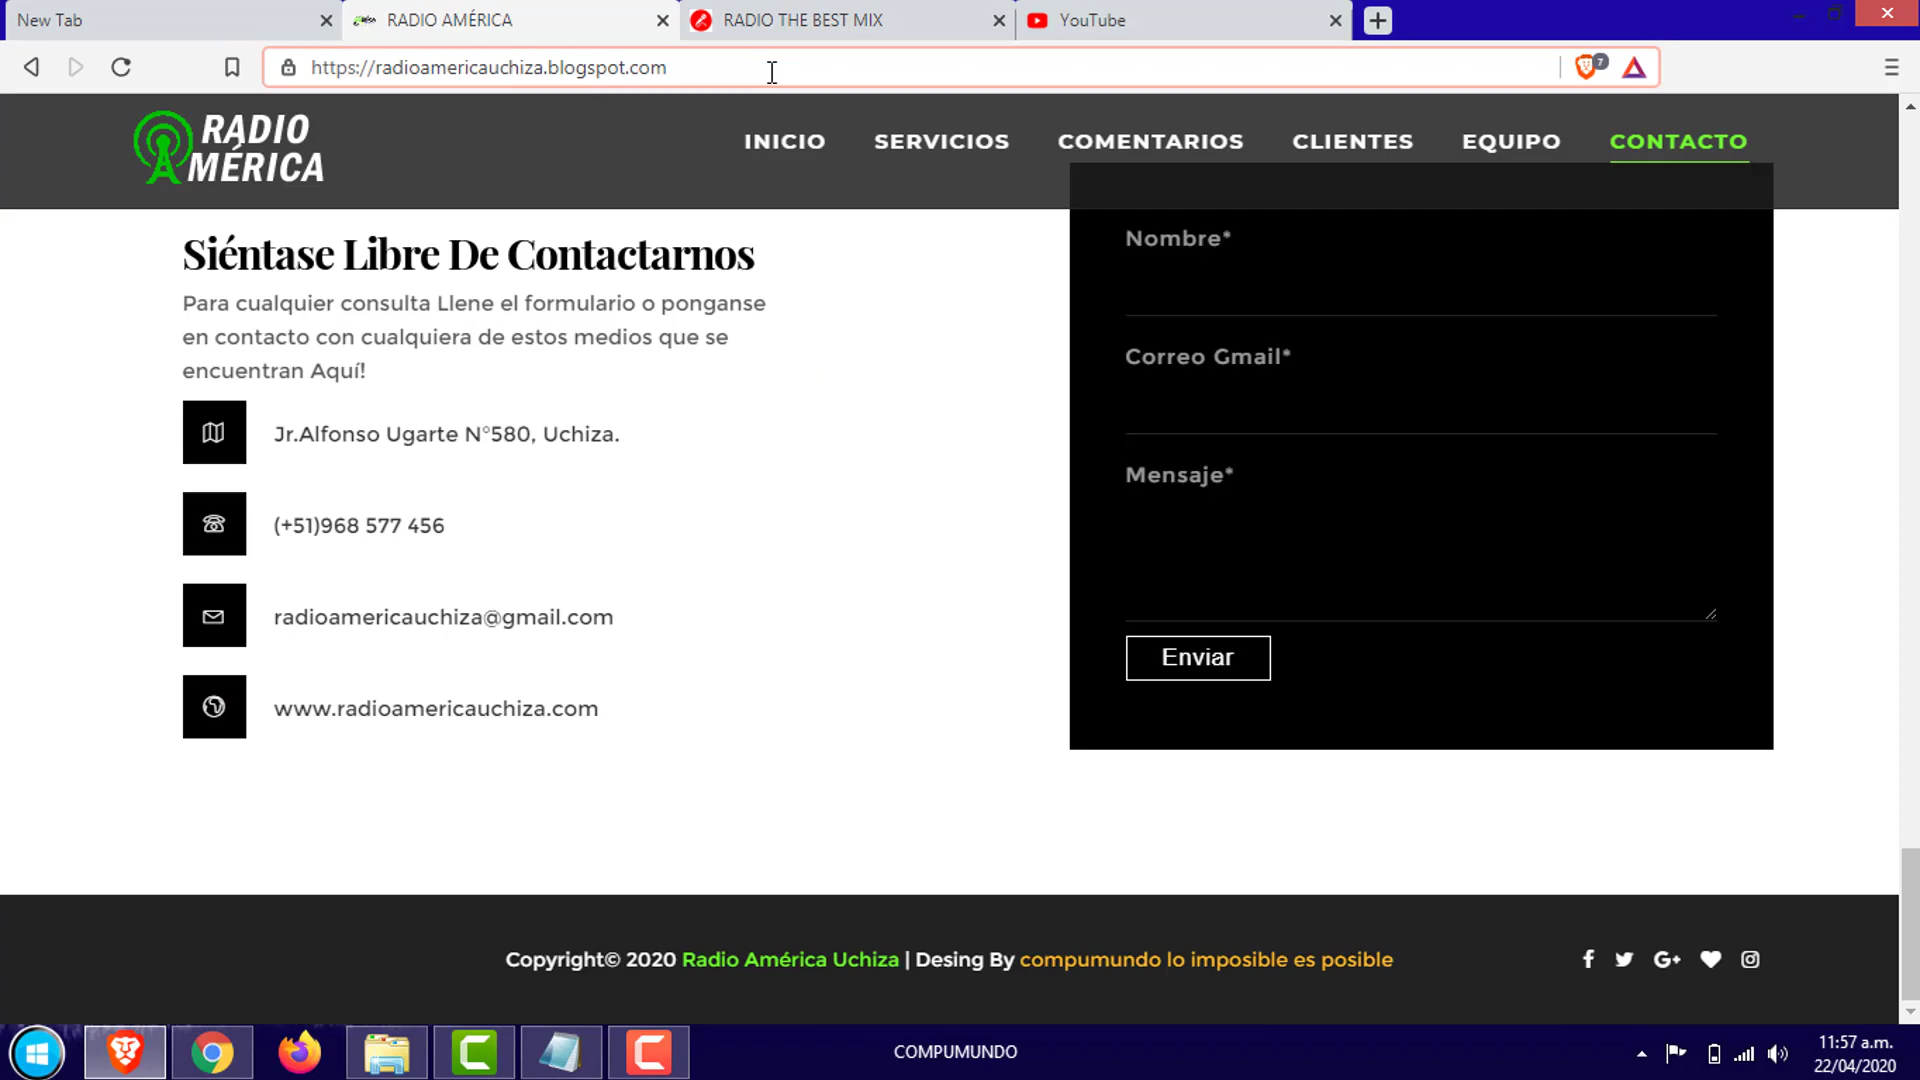 New Tab
RADIO AMÉRICA
RADIO THE BEST MIX
YouTube
https://radioamericauchiza.blogspot.com
7
RADIO
MÉRICA
INICIO
SERVICIOS
COMENTARIOS
CLIENTES
EQUIPO
CONTACTO
Siéntase Libre De Contactarnos
Para cualquier consulta Llene el formulario o ponganse
en contacto con cualquiera de estos medios que se
encuentran Aquí!
Jr.Alfonso Ugarte N°580, Uchiza.
(+51)968 577 456
radioamericauchiza@gmail.com
www.radioamericauchiza.com
Nombre*
Correo Gmail*
Mensaje*
Enviar
Copyright© 2020 Radio América Uchiza | Desing By compumundo lo imposible es posible
COMPUMUNDO
11:57 a.m.
22/04/2020